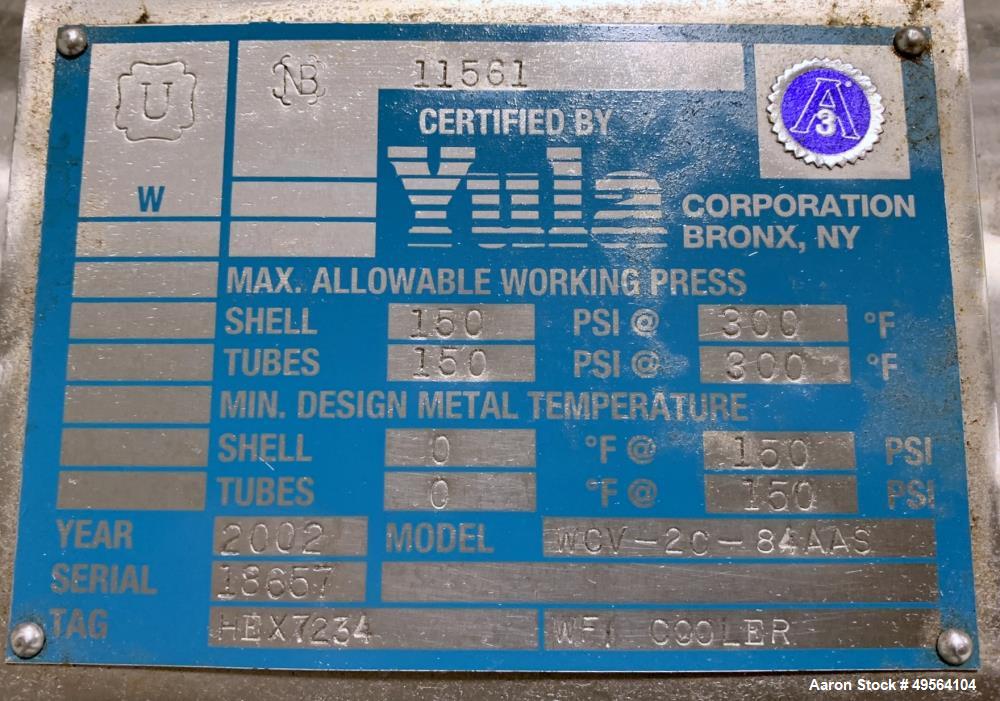 U
W
NB 11561
A
3
CERTIFIED BY
Yula CORPORATION
BRONX, NY
MAX. ALLOWABLE WORKING PRESS
SHELL 150 PSI @ 300 °F
TUBES 150 PSI @ 300 °F
MIN. DESIGN METAL TEMPERATURE
SHELL 0 °F @ 150 PSI
TUBES 0 °F @ 150 PSI
YEAR 2002 MODEL WCV-2C-84AAS
SERIAL 18657
TAG HEX7234 WFI COOLER
Aaron Stock # 49564104